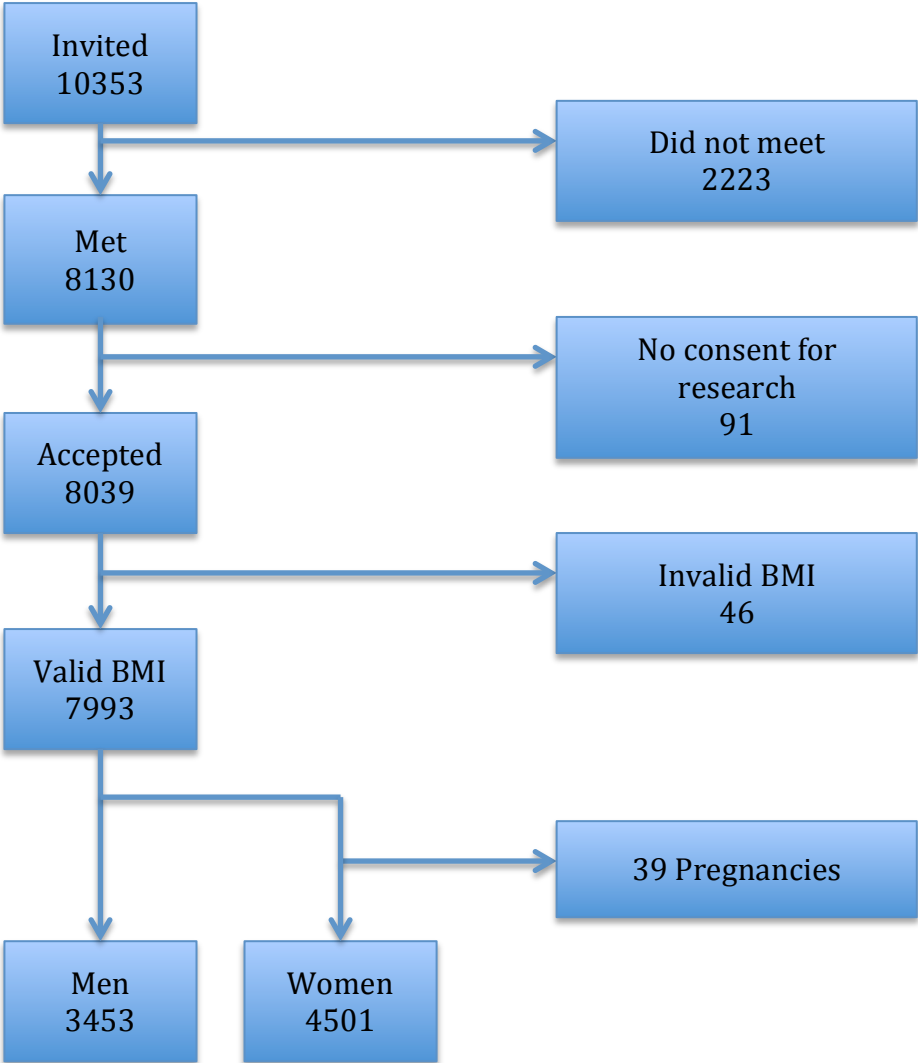 Invited
10353
Did not meet
2223
Met
8130
No consent for
research
91
Accepted
8039
Invalid BMI
46
Valid BMI
7993
39 Pregnancies
Men
3453
Women
4501